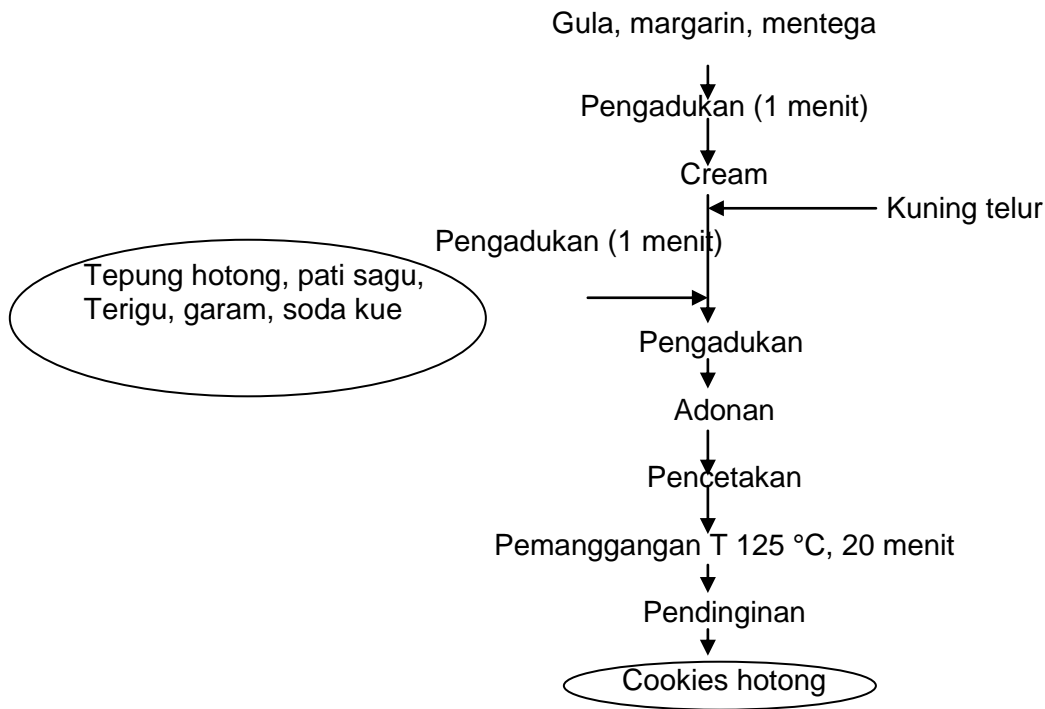 Gula, margarin, mentega
Pengadukan (1 menit)
Cream
Kuning telur
Pengadukan (1 menit)
Tepung hotong, pati sagu,
Terigu, garam, soda kue
Pengadukan
Adonan
Pencetakan
Pemanggangan T 125 °C, 20 menit
Pendinginan
Cookies hotong